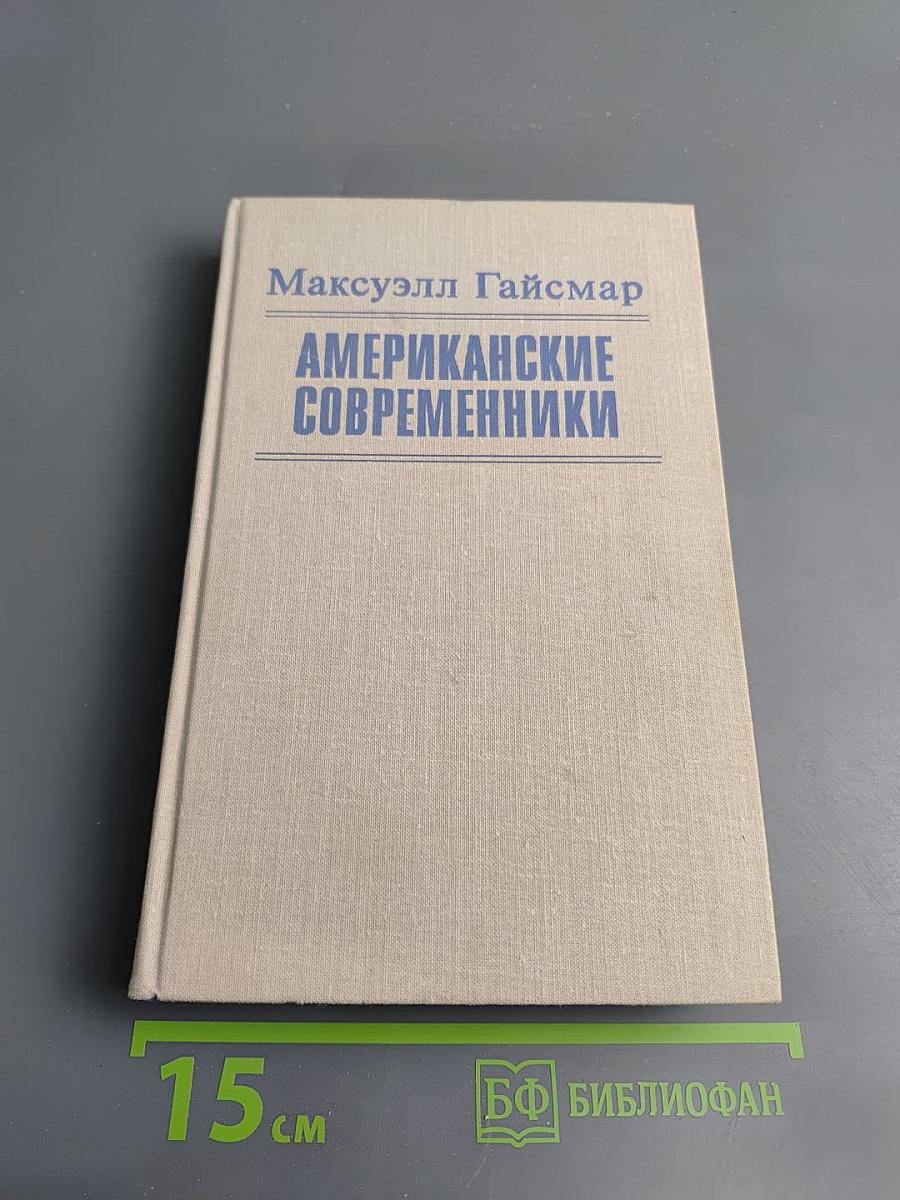 Максуэлл Гайсмар
АМЕРИКАНСКИЕ
СОВРЕМЕННИКИ
15 см
БФ БИБЛИОФАН